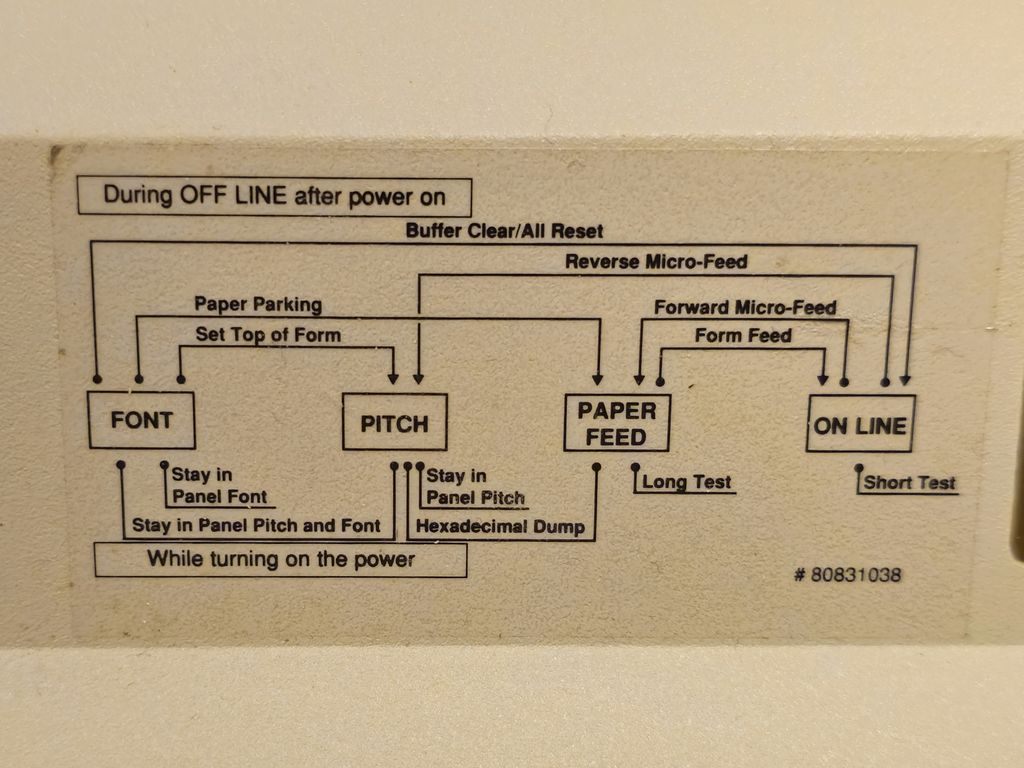 During OFF LINE after power on
Buffer Clear/All Reset
Reverse Micro-Feed
Paper Parking
Forward Micro-Feed
Set Top of Form
Form Feed
FONT
PITCH
PAPER
FEED
ON LINE
Stay in
Panel Font
Stay in
Panel Pitch
Long Test
Short Test
Stay in Panel Pitch and Font
Hexadecimal Dump
While turning on the power
# 80831038